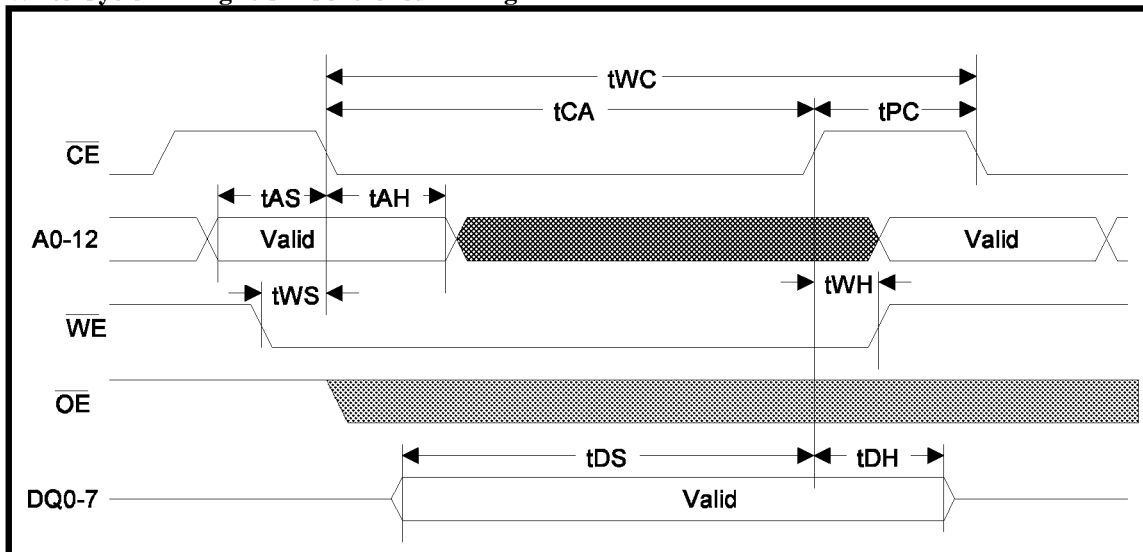 tWC
tCA tPC
CE
tAS tAH
A0-12 Valid Valid
tWS tWH
WE
OE
tDS tDH
DQ0-7 Valid